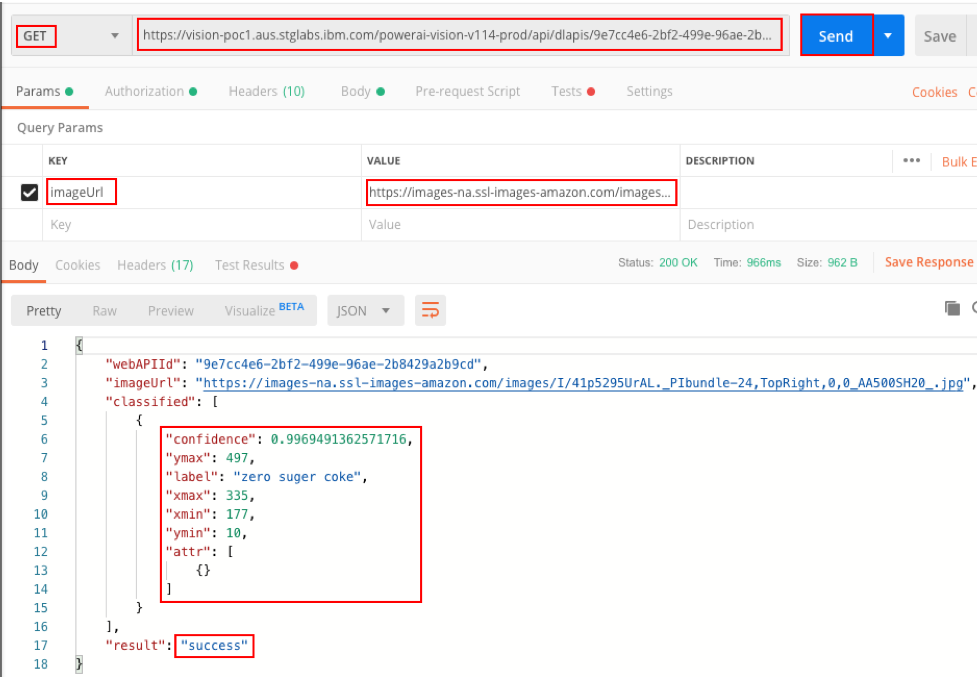 GET https://vision-poc1.aus.stglabs.ibm.com/powerai-vision-v114-prod/api/dlapis/9e7cc4e6-2bf2-499e-96ae-2b... Send Save
Params Authorization Headers (10) Body Pre-request Script Tests Settings Cookies C
Query Params
KEY VALUE DESCRIPTION ••• Bulk E
imageUrl https://images-na.ssl-images-amazon.com/images...
Key Value Description
Body Cookies Headers (17) Test Results Status: 200 OK Time: 966ms Size: 962 B Save Response
Pretty Raw Preview Visualize BETA JSON
1 {
2 "webAPIId": "9e7cc4e6-2bf2-499e-96ae-2b8429a2b9cd",
3 "imageUrl": "https://images-na.ssl-images-amazon.com/images/I/41p5295UrAL._PIbundle-24,TopRight,0,0_AA500SH20_.jpg",
4 "classified": [
5 {
6 "confidence": 0.9969491362571716,
7 "ymax": 497,
8 "label": "zero suger coke",
9 "xmax": 335,
10 "xmin": 177,
11 "ymin": 10,
12 "attr": [
13 {}
14 ]
15 }
16 ],
17 "result": "success"
18 }